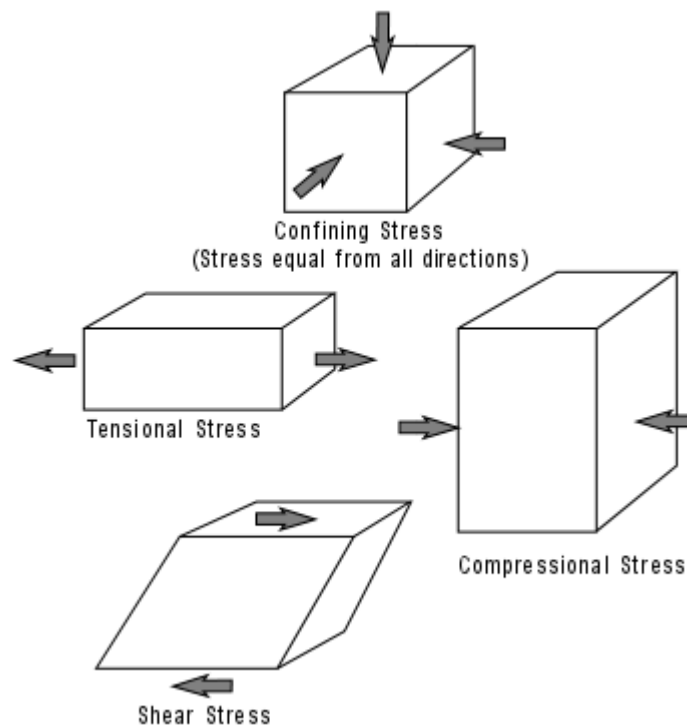 Confining Stress
(Stress equal from all directions)
Tensional Stress
Compressional Stress
Shear Stress